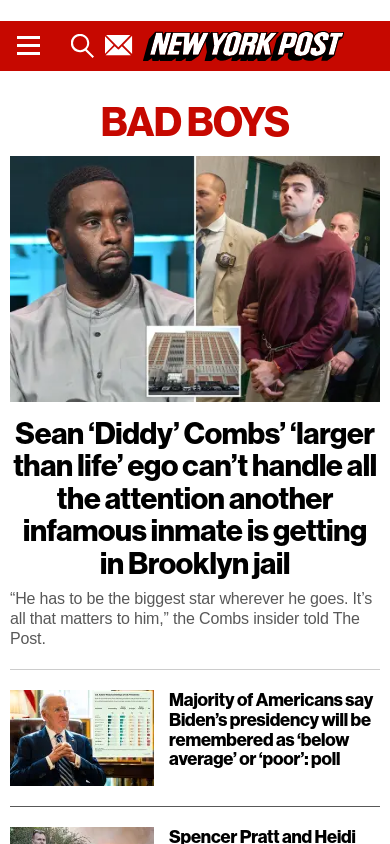 NEW YORK POST
BAD BOYS
Sean ‘Diddy’ Combs’ ‘larger
than life’ ego can’t handle all
the attention another
infamous inmate is getting
in Brooklyn jail
“He has to be the biggest star wherever he goes. It’s
all that matters to him,” the Combs insider told The
Post.
Majority of Americans say
Biden’s presidency will be
remembered as ‘below
average’ or ‘poor’: poll
Spencer Pratt and Heidi